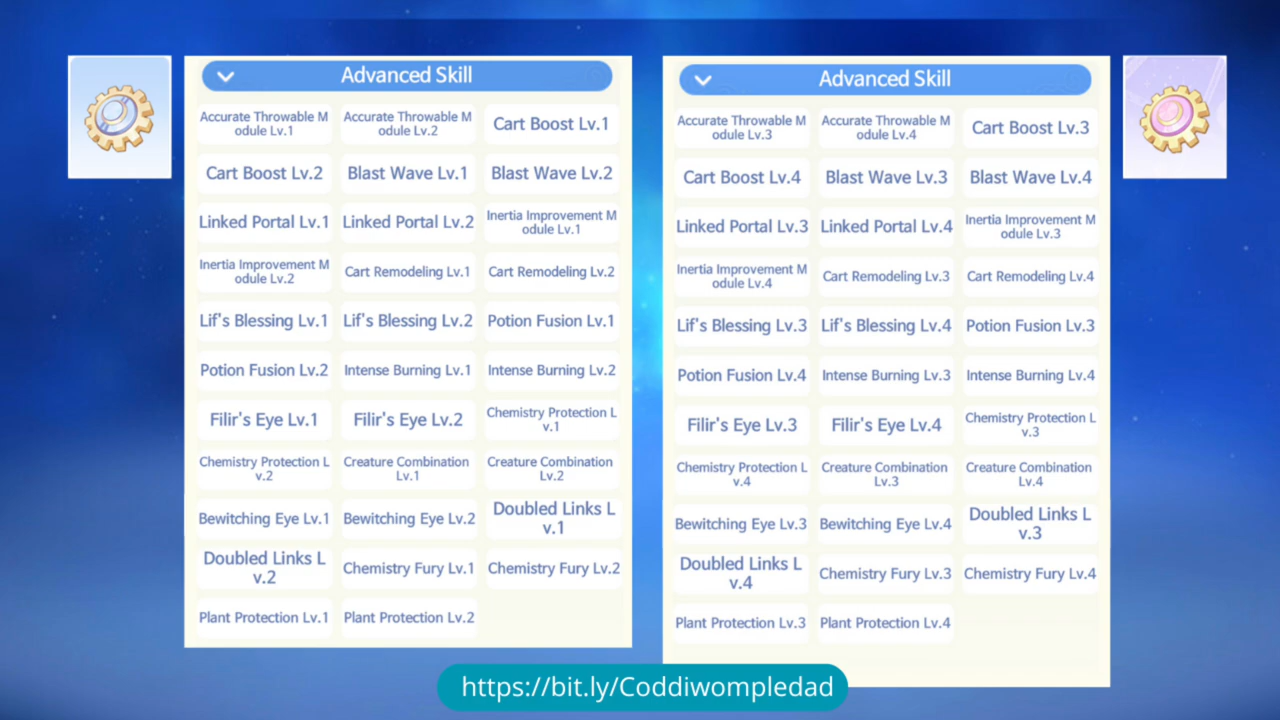 Advanced Skill
Accurate Throwable M
odule Lv.1
Accurate Throwable M
odule Lv.2
Cart Boost Lv.1
Cart Boost Lv.2
Blast Wave Lv.1
Blast Wave Lv.2
Linked Portal Lv.1
Linked Portal Lv.2
Inertia Improvement M
odule Lv.1
Inertia Improvement M
odule Lv.2
Cart Remodeling Lv.1
Cart Remodeling Lv.2
Lif's Blessing Lv.1
Lif's Blessing Lv.2
Potion Fusion Lv.1
Potion Fusion Lv.2
Intense Burning Lv.1
Intense Burning Lv.2
Filir's Eye Lv.1
Filir's Eye Lv.2
Chemistry Protection L
v.1
Chemistry Protection L
v.2
Creature Combination
Lv.1
Creature Combination
Lv.2
Bewitching Eye Lv.1
Bewitching Eye Lv.2
Doubled Links L
v.1
Doubled Links L
v.2
Chemistry Fury Lv.1
Chemistry Fury Lv.2
Plant Protection Lv.1
Plant Protection Lv.2
Advanced Skill
Accurate Throwable M
odule Lv.3
Accurate Throwable M
odule Lv.4
Cart Boost Lv.3
Cart Boost Lv.4
Blast Wave Lv.3
Blast Wave Lv.4
Linked Portal Lv.3
Linked Portal Lv.4
Inertia Improvement M
odule Lv.3
Inertia Improvement M
odule Lv.4
Cart Remodeling Lv.3
Cart Remodeling Lv.4
Lif's Blessing Lv.3
Lif's Blessing Lv.4
Potion Fusion Lv.3
Potion Fusion Lv.4
Intense Burning Lv.3
Intense Burning Lv.4
Filir's Eye Lv.3
Filir's Eye Lv.4
Chemistry Protection L
v.3
Chemistry Protection L
v.4
Creature Combination
Lv.3
Creature Combination
Lv.4
Bewitching Eye Lv.3
Bewitching Eye Lv.4
Doubled Links L
v.3
Doubled Links L
v.4
Chemistry Fury Lv.3
Chemistry Fury Lv.4
Plant Protection Lv.3
Plant Protection Lv.4
https://bit.ly/Coddiwompledad